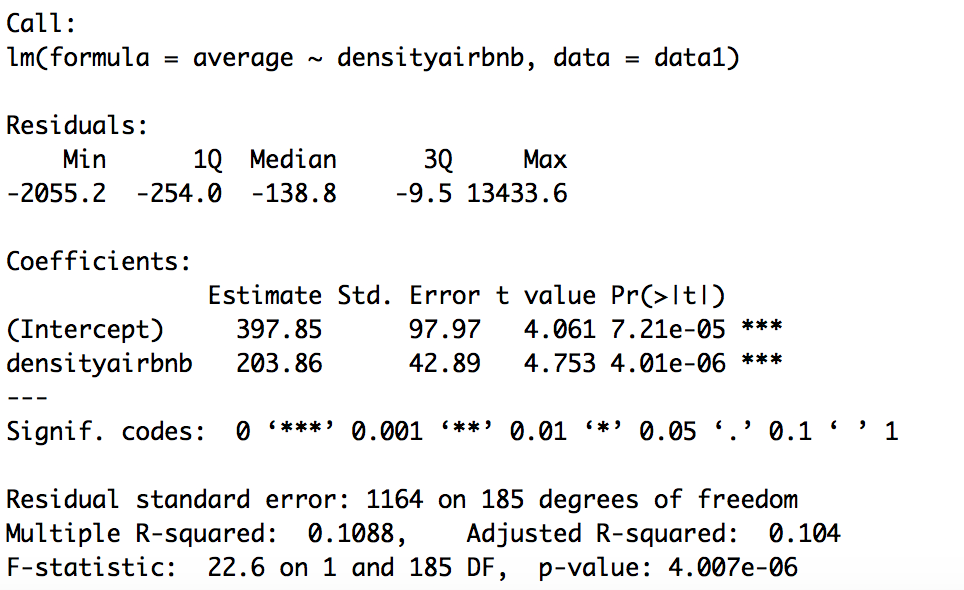 Call:
lm(formula = average ~ densityairbnb, data = data1)
Residuals:
    Min      1Q  Median      3Q     Max
-2055.2  -254.0  -138.8    -9.5 13433.6
Coefficients:
              Estimate Std. Error t value Pr(>|t|)
(Intercept)     397.85      97.97   4.061 7.21e-05 ***
densityairbnb   203.86      42.89   4.753 4.01e-06 ***
---
Signif. codes:  0 ‘***’ 0.001 ‘**’ 0.01 ‘*’ 0.05 ‘.’ 0.1 ‘ ’ 1
Residual standard error: 1164 on 185 degrees of freedom
Multiple R-squared:  0.1088,    Adjusted R-squared:  0.104
F-statistic:  22.6 on 1 and 185 DF,  p-value: 4.007e-06